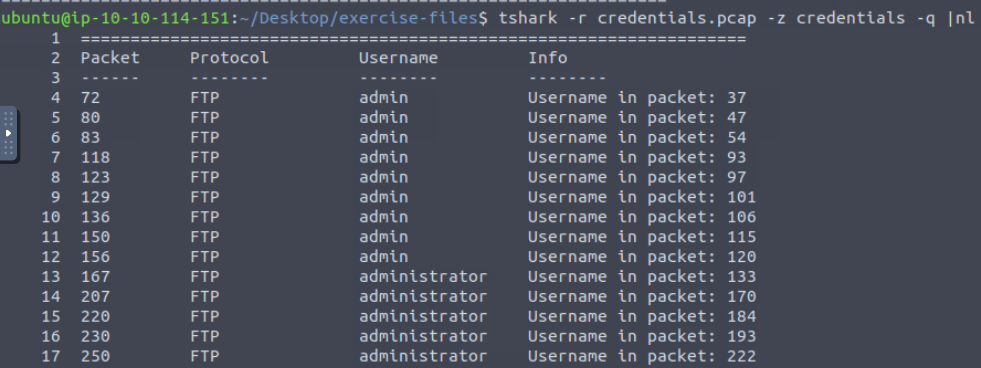 ubuntu@ip-10-10-114-151:~/Desktop/exercise-files$ tshark -r credentials.pcap -z credentials -q |nl
1 ===================================================================
2 Packet Protocol Username Info
3 ------ -------- -------- --------
4 72 FTP admin Username in packet: 37
5 80 FTP admin Username in packet: 47
6 83 FTP admin Username in packet: 54
7 118 FTP admin Username in packet: 93
8 123 FTP admin Username in packet: 97
9 129 FTP admin Username in packet: 101
10 136 FTP admin Username in packet: 106
11 150 FTP admin Username in packet: 115
12 156 FTP admin Username in packet: 120
13 167 FTP administrator Username in packet: 133
14 207 FTP administrator Username in packet: 170
15 220 FTP administrator Username in packet: 184
16 230 FTP administrator Username in packet: 193
17 250 FTP administrator Username in packet: 222